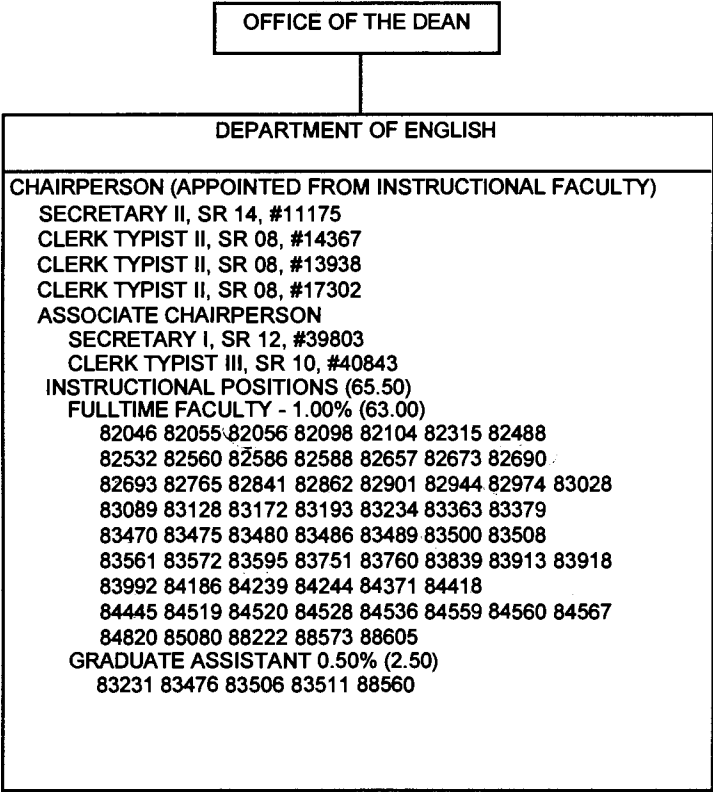 OFFICE OF THE DEAN
DEPARTMENT OF ENGLISH
CHAIRPERSON (APPOINTED FROM INSTRUCTIONAL FACULTY)
SECRETARY II, SR 14, #11175
CLERK TYPIST II, SR 08, #14367
CLERK TYPIST II, SR 08, #13938
CLERK TYPIST II, SR 08, #17302
ASSOCIATE CHAIRPERSON
SECRETARY I, SR 12, #39803
CLERK TYPIST III, SR 10, #40843
INSTRUCTIONAL POSITIONS (65.50)
FULLTIME FACULTY - 1.00% (63.00)
82046 82055 82056 82098 82104 82315 82488
82532 82560 82586 82588 82657 82673 82690
82693 82765 82841 82862 82901 82944 82974 83028
83089 83128 83172 83193 83234 83363 83379
83470 83475 83480 83486 83489 83500 83508
83561 83572 83595 83751 83760 83839 83913 83918
83992 84186 84239 84244 84371 84418
84445 84519 84520 84528 84536 84559 84560 84567
84820 85080 88222 88573 88605
GRADUATE ASSISTANT 0.50% (2.50)
83231 83476 83506 83511 88560